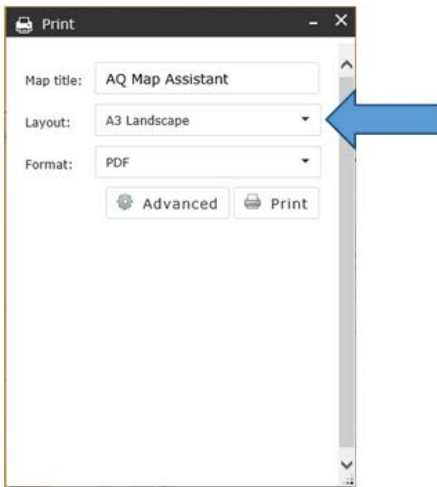 Print
Map title: AQ Map Assistant
Layout: A3 Landscape
Format: PDF
Advanced Print